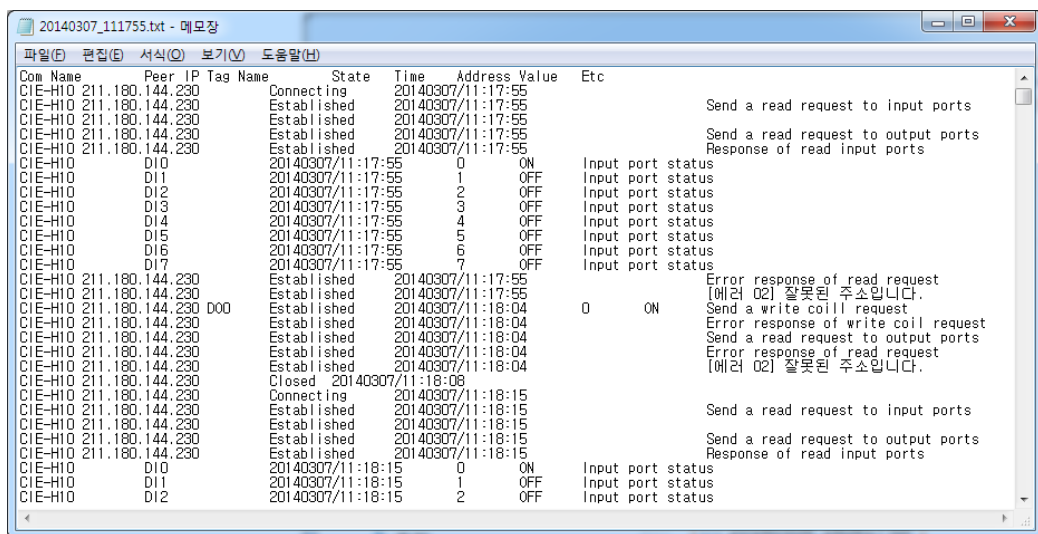 20140307_111755.txt - 메모장
파일(F) 편집(E) 서식(O) 보기(V) 도움말(H)
Com Name Peer IP Tag Name State Time Address Value Etc
CIE-H10 211.180.144.230 Connecting 20140307/11:17:55
CIE-H10 211.180.144.230 Established 20140307/11:17:55 Send a read request to input ports
CIE-H10 211.180.144.230 Established 20140307/11:17:55
CIE-H10 211.180.144.230 Established 20140307/11:17:55 Send a read request to output ports
CIE-H10 211.180.144.230 Established 20140307/11:17:55 Response of read input ports
CIE-H10 DI0 20140307/11:17:55 0 ON Input port status
CIE-H10 DI1 20140307/11:17:55 1 OFF Input port status
CIE-H10 DI2 20140307/11:17:55 2 OFF Input port status
CIE-H10 DI3 20140307/11:17:55 3 OFF Input port status
CIE-H10 DI4 20140307/11:17:55 4 OFF Input port status
CIE-H10 DI5 20140307/11:17:55 5 OFF Input port status
CIE-H10 DI6 20140307/11:17:55 6 OFF Input port status
CIE-H10 DI7 20140307/11:17:55 7 OFF Input port status
CIE-H10 211.180.144.230 Established 20140307/11:17:55 Error response of read request
CIE-H10 211.180.144.230 Established 20140307/11:17:55 [에러 02] 잘못된 주소입니다.
CIE-H10 211.180.144.230 DO0 Established 20140307/11:18:04 0 ON Send a write coill request
CIE-H10 211.180.144.230 Established 20140307/11:18:04 Error response of write coil request
CIE-H10 211.180.144.230 Established 20140307/11:18:04 Send a read request to output ports
CIE-H10 211.180.144.230 Established 20140307/11:18:04 Error response of read request
CIE-H10 211.180.144.230 Established 20140307/11:18:04 [에러 02] 잘못된 주소입니다.
CIE-H10 211.180.144.230 Closed 20140307/11:18:08
CIE-H10 211.180.144.230 Connecting 20140307/11:18:15
CIE-H10 211.180.144.230 Established 20140307/11:18:15 Send a read request to input ports
CIE-H10 211.180.144.230 Established 20140307/11:18:15
CIE-H10 211.180.144.230 Established 20140307/11:18:15 Send a read request to output ports
CIE-H10 211.180.144.230 Established 20140307/11:18:15 Response of read input ports
CIE-H10 DI0 20140307/11:18:15 0 ON Input port status
CIE-H10 DI1 20140307/11:18:15 1 OFF Input port status
CIE-H10 DI2 20140307/11:18:15 2 OFF Input port status